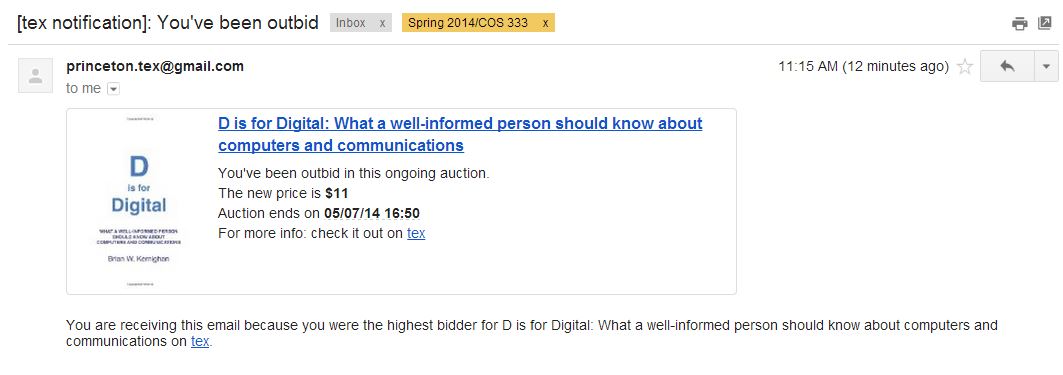 [tex notification]: You've been outbid Inbox x Spring 2014/COS 333 x
princeton.tex@gmail.com 11:15 AM (12 minutes ago)
to me
D
is for
Digital
WHAT A WELL-INFORMED PERSON
SHOULD KNOW ABOUT
COMPUTERS AND COMMUNICATIONS
Brian W. Kernighan
D is for Digital: What a well-informed person should know about
computers and communications
You've been outbid in this ongoing auction.
The new price is $11
Auction ends on 05/07/14 16:50
For more info: check it out on tex
You are receiving this email because you were the highest bidder for D is for Digital: What a well-informed person should know about computers and
communications on tex.